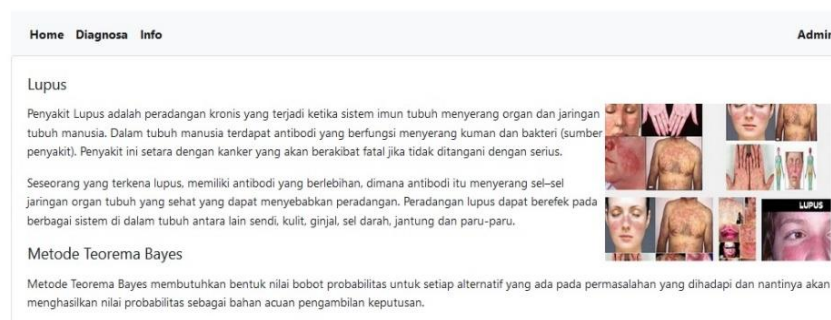 Home Diagnosa Info
Admin
Lupus
Penyakit Lupus adalah peradangan kronis yang terjadi ketika sistem imun tubuh menyerang organ dan jaringan
tubuh manusia. Dalam tubuh manusia terdapat antibodi yang berfungsi menyerang kuman dan bakteri (sumber
penyakit). Penyakit ini setara dengan kanker yang akan berakibat fatal jika tidak ditangani dengan serius.
Seseorang yang terkena lupus, memiliki antibodi yang berlebihan, dimana antibodi itu menyerang sel–sel
jaringan organ tubuh yang sehat yang dapat menyebabkan peradangan. Peradangan lupus dapat berefek pada
berbagai sistem di dalam tubuh antara lain sendi, kulit, ginjal, sel darah, jantung dan paru-paru.
LUPUS
Metode Teorema Bayes
Metode Teorema Bayes membutuhkan bentuk nilai bobot probabilitas untuk setiap alternatif yang ada pada permasalahan yang dihadapi dan nantinya akan
menghasilkan nilai probabilitas sebagai bahan acuan pengambilan keputusan.